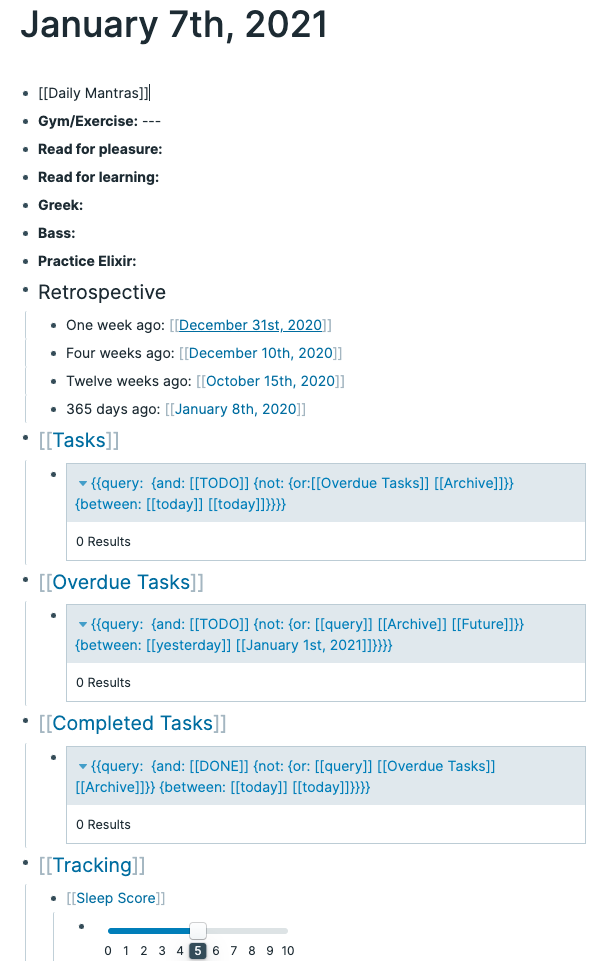 January 7th, 2021
[[Daily Mantras]]
Gym/Exercise: ---
Read for pleasure:
Read for learning:
Greek:
Bass:
Practice Elixir:
Retrospective
One week ago: [[December 31st, 2020]]
Four weeks ago: [[December 10th, 2020]]
Twelve weeks ago: [[October 15th, 2020]]
365 days ago: [[January 8th, 2020]]
[[Tasks]]
{{query:  {and: [[TODO]] {not: {or:[[Overdue Tasks]] [[Archive]]}}
{between: [[today]] [[today]]}}}}
0 Results
[[Overdue Tasks]]
{{query:  {and: [[TODO]] {not: {or: [[query]] [[Archive]] [[Future]]}}
{between: [[yesterday]] [[January 1st, 2021]]}}}}
0 Results
[[Completed Tasks]]
{{query:  {and: [[DONE]] {not: {or: [[query]] [[Overdue Tasks]]
[[Archive]]}} {between: [[today]] [[today]]}}}}
0 Results
[[Tracking]]
[[Sleep Score]]
0 1 2 3 4 5 6 7 8 9 10